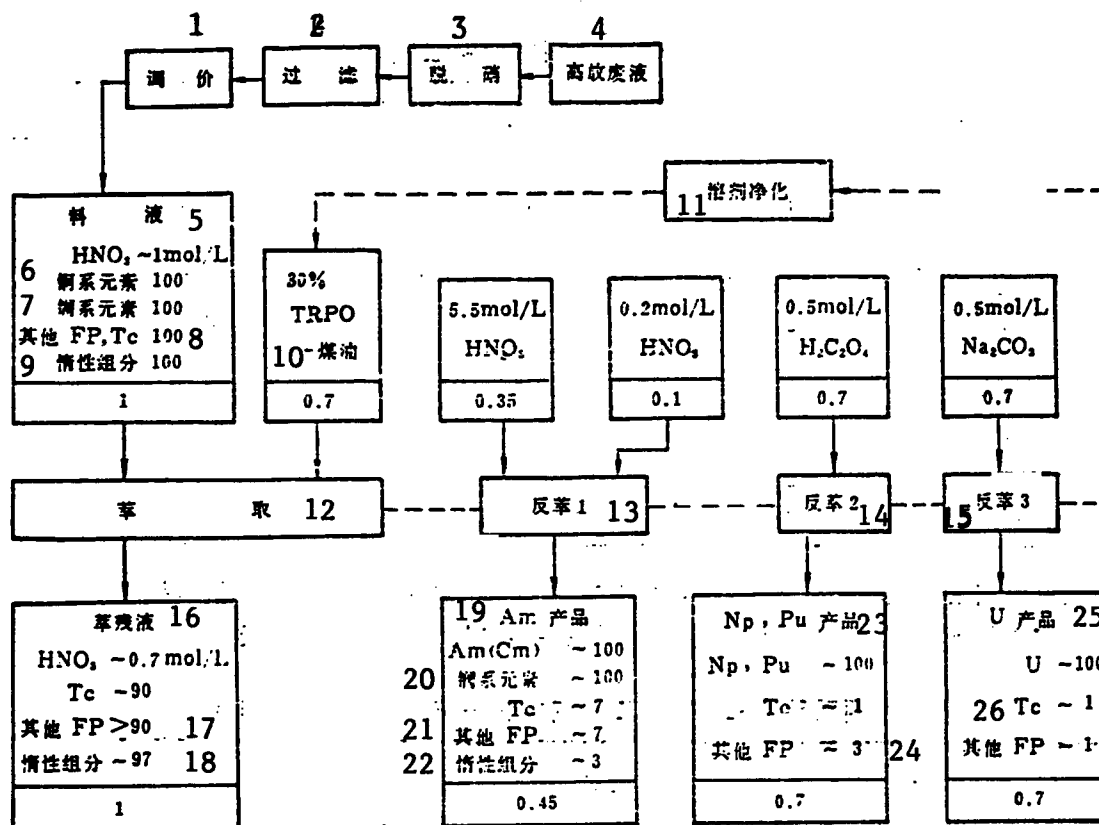 1 2 3 4
调 价 过 滤 脱 硝 高放废液
溶剂净化
11
料 液 5
HNO₃ ~1mol/L
6 锕系元素 100
7 镧系元素 100
其他 FP,Tc 100 8
9 惰性组分 100
1
30%
TRPO
10 -煤油
0.7
5.5mol/L
HNO₃
0.35
0.2mol/L
HNO₃
0.1
0.5mol/L
H₂C₂O₄
0.7
0.5mol/L
Na₂CO₃
0.7
萃 取 12
反萃1 13
反萃2 14
15 反萃3
萃残液 16
HNO₃ ~0.7mol/L
Tc ~90
其他 FP >90 17
惰性组分 ~97 18
1
19 Am 产品
Am(Cm) ~100
20 镧系元素 ~100
Tc ~7
21 其他 FP ~7
22 惰性组分 ~3
0.45
Np, Pu 产品 23
Np, Pu ~100
Tc ~1
其他 FP ~3 24
0.7
U 产品 25
U ~100
26 Tc ~1
其他 FP ~1
0.7